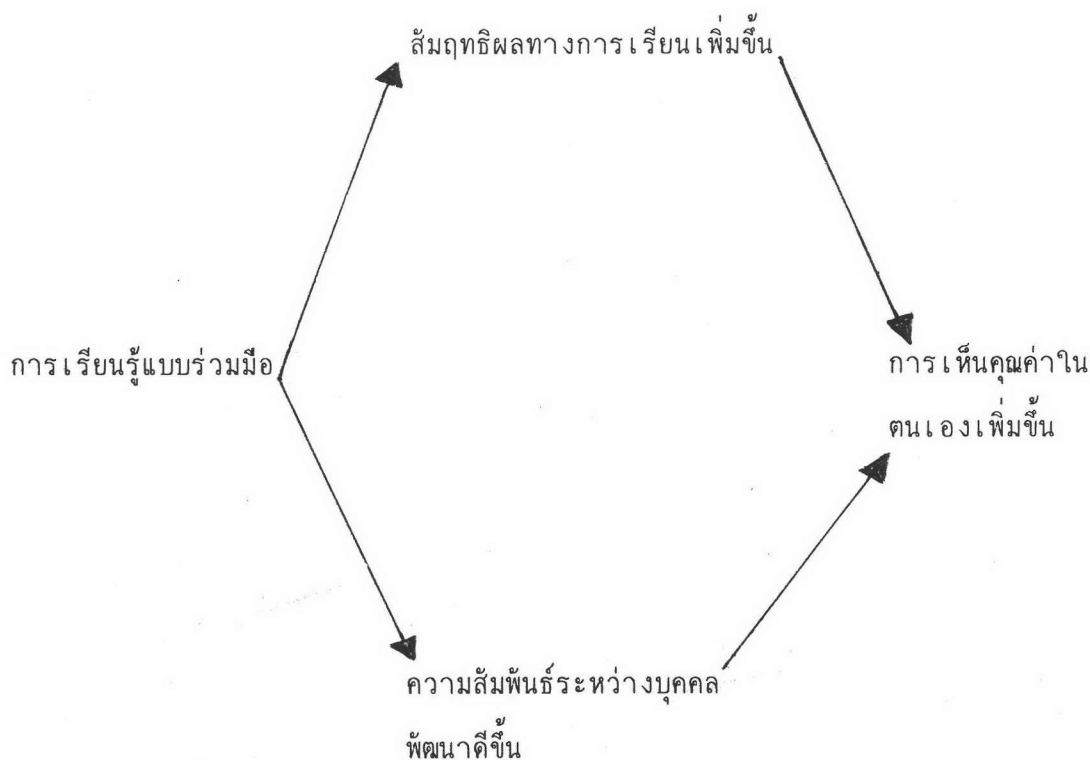 สัมฤทธิผลทางการเรียนเพิ่มขึ้น
การเรียนรู้แบบร่วมมือ
การเห็นคุณค่าใน
ตนเองเพิ่มขึ้น
ความสัมพันธ์ระหว่างบุคคล
พัฒนาดีขึ้น